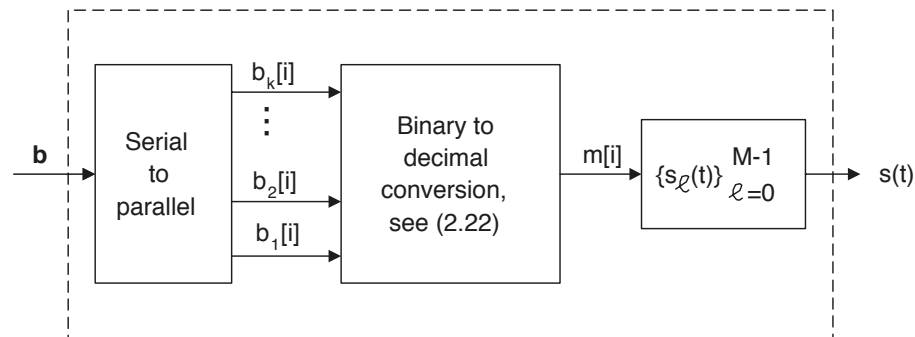 b
Serial
to
parallel
b_k[i]
⋮
b_2[i]
b_1[i]
Binary to
decimal
conversion,
see (2.22)
m[i]
{s_ℓ(t)} M-1
ℓ=0
s(t)